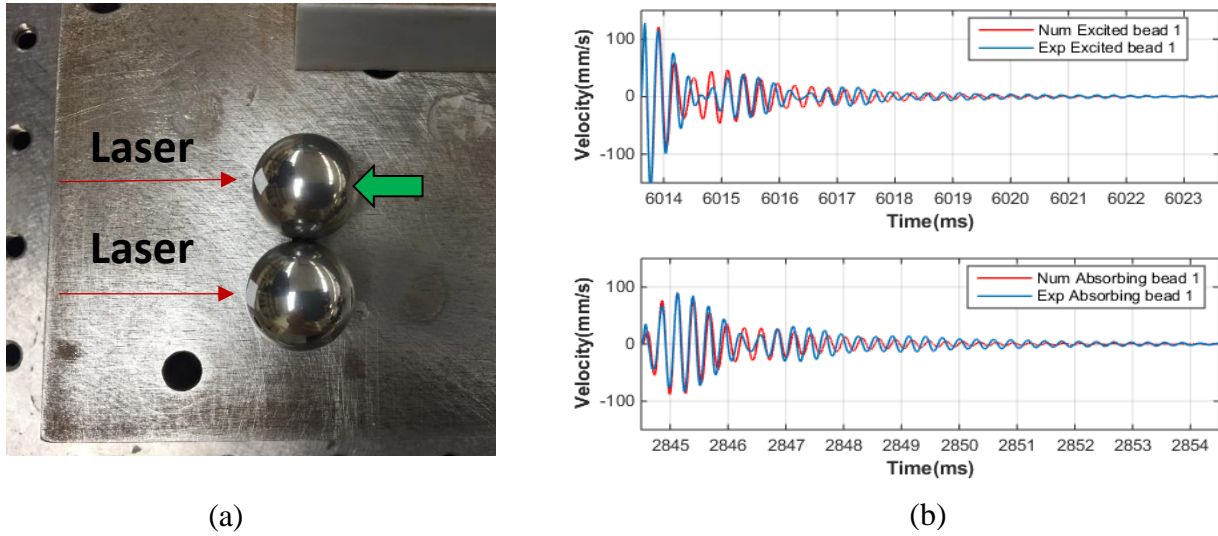 Laser
Laser
(a)
100
0
-100
Velocity(mm/s)
Num Excited bead 1
Exp Excited bead 1
6014 6015 6016 6017 6018 6019 6020 6021 6022 6023
Time(ms)
100
0
-100
Velocity(mm/s)
Num Absorbing bead 1
Exp Absorbing bead 1
2845 2846 2847 2848 2849 2850 2851 2852 2853 2854
Time(ms)
(b)